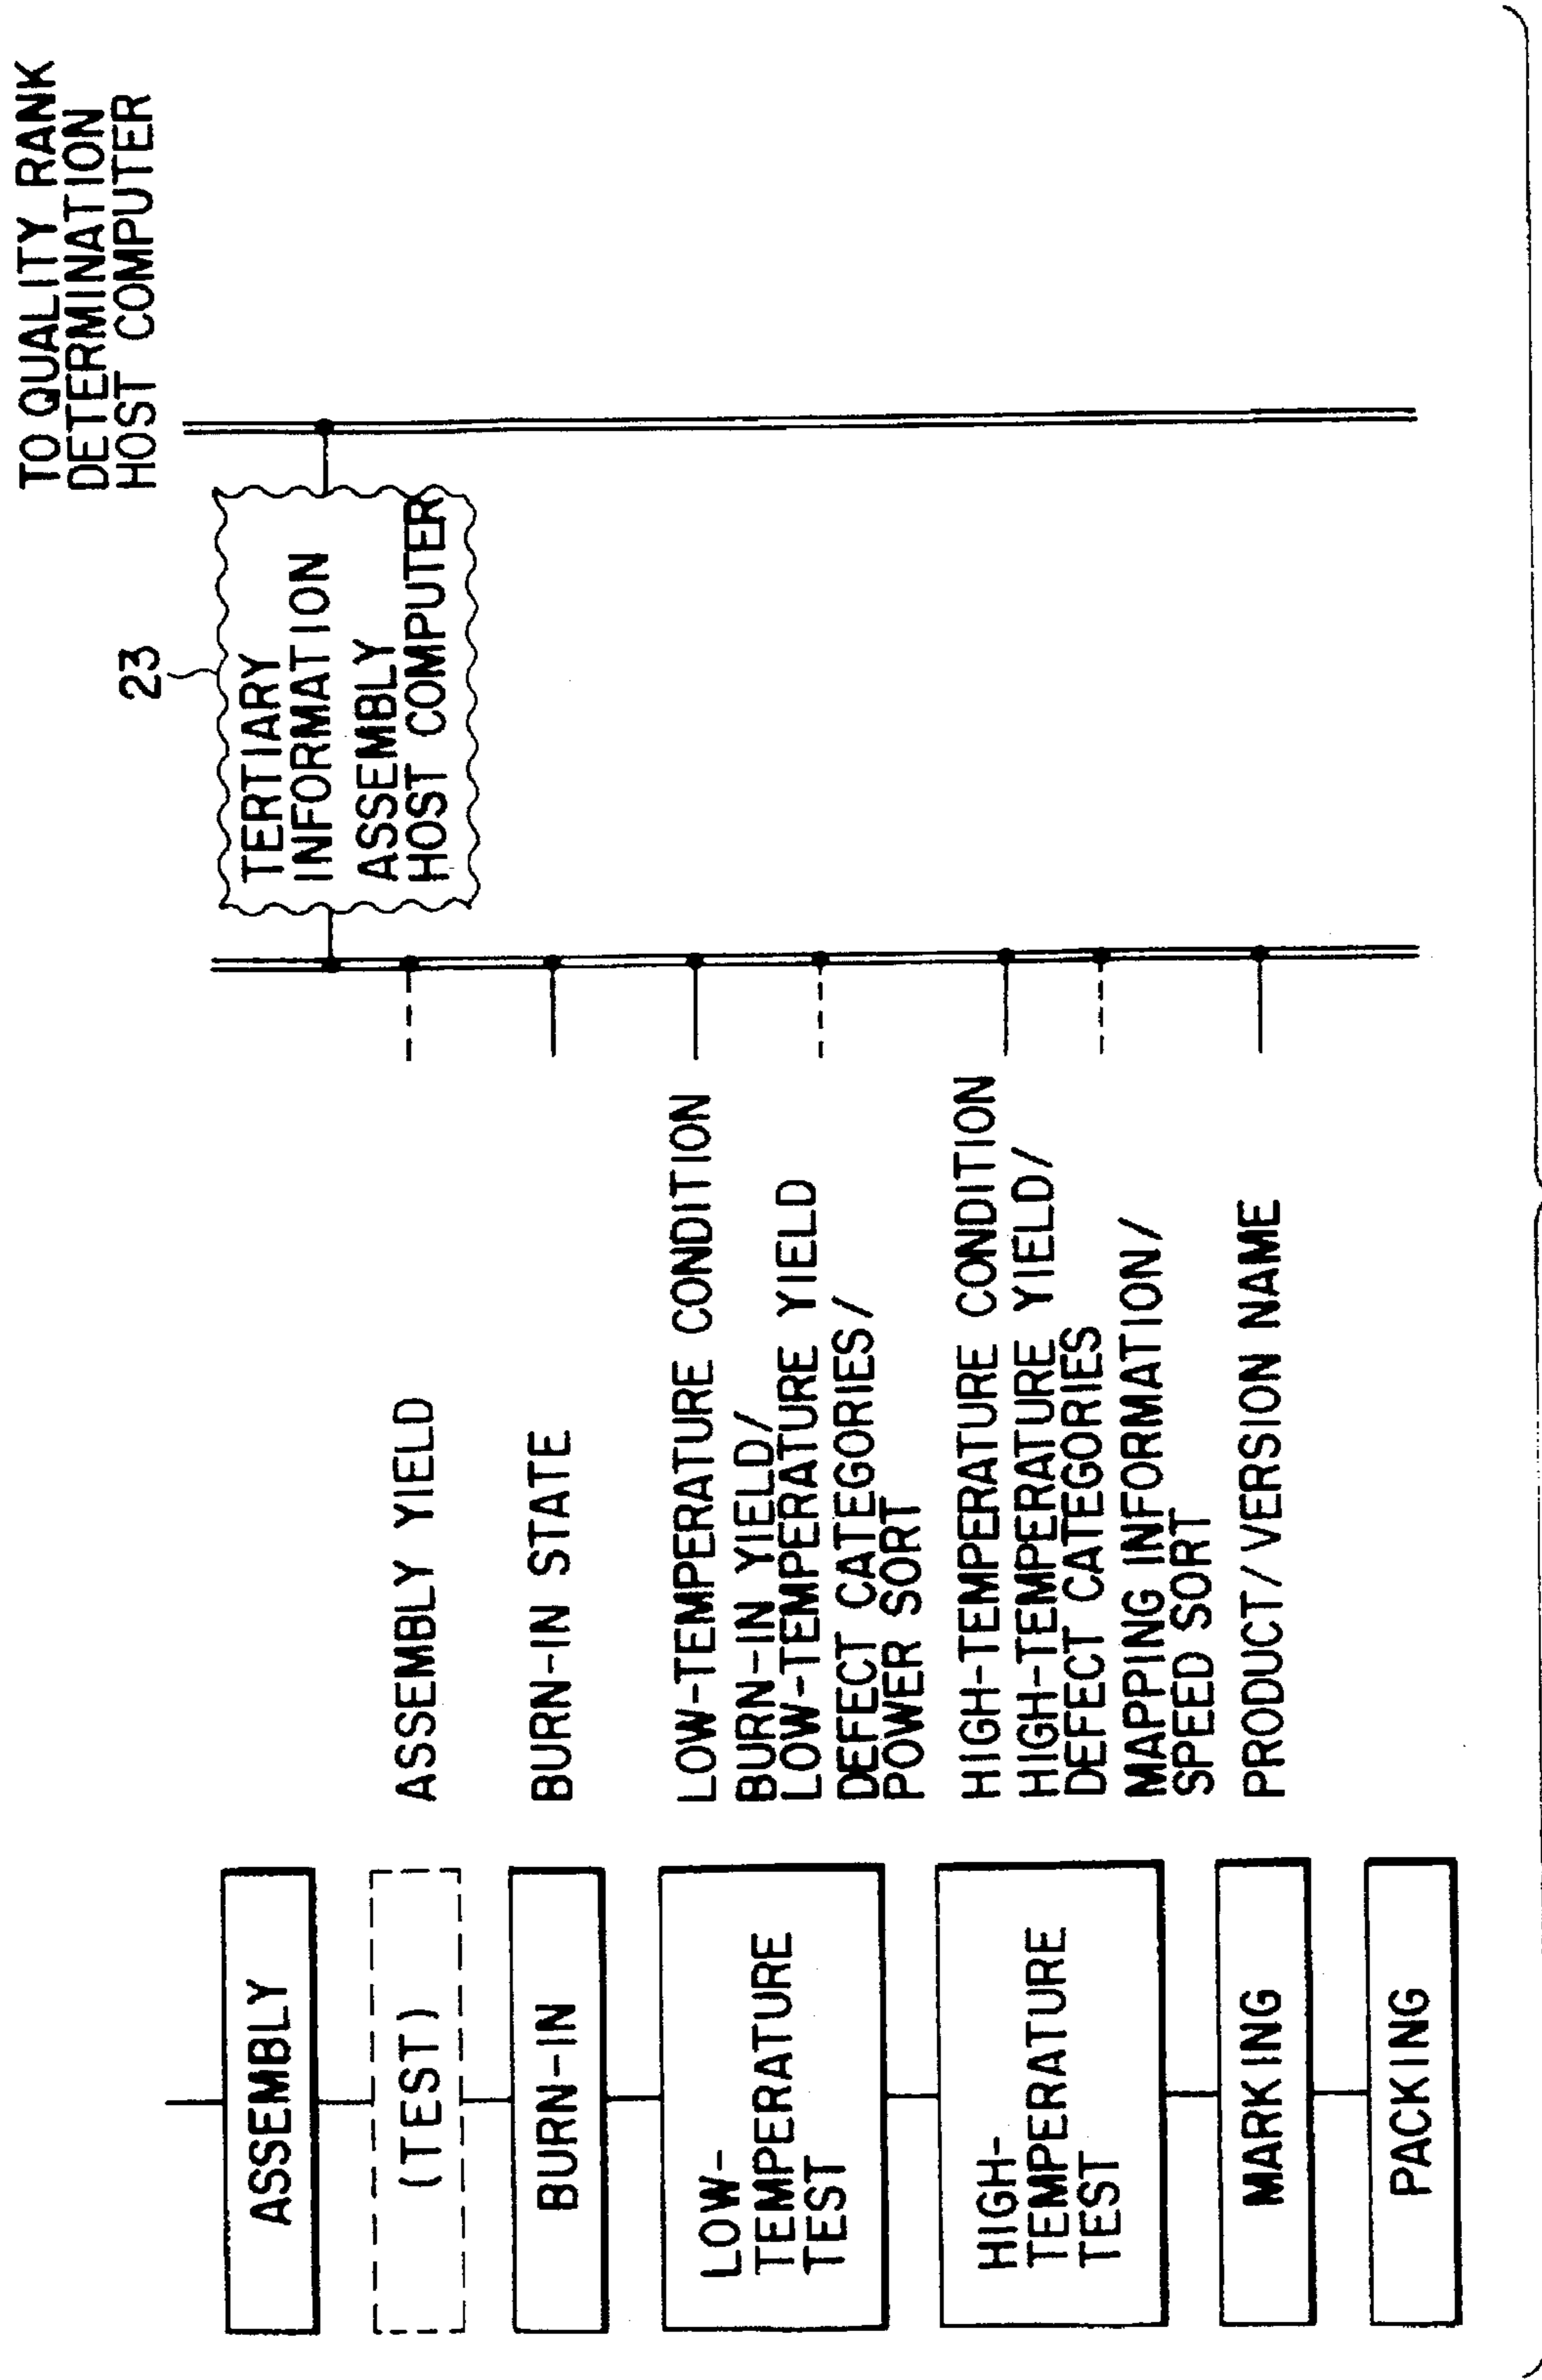 TO QUALITY RANK
DETERMINATION
HOST COMPUTER
23
TERTIARY
INFORMATION
ASSEMBLY
HOST COMPUTER
ASSEMBLY YIELD
BURN-IN STATE
LOW-TEMPERATURE CONDITION
BURN-IN YIELD/
LOW-TEMPERATURE YIELD
DEFECT CATEGORIES/
POWER SORT
HIGH-TEMPERATURE CONDITION
HIGH-TEMPERATURE YIELD/
DEFECT CATEGORIES
MAPPING INFORMATION/
SPEED SORT
PRODUCT/VERSION NAME
ASSEMBLY
(TEST)
BURN-IN
LOW-
TEMPERATURE
TEST
HIGH-
TEMPERATURE
TEST
MARKING
PACKING